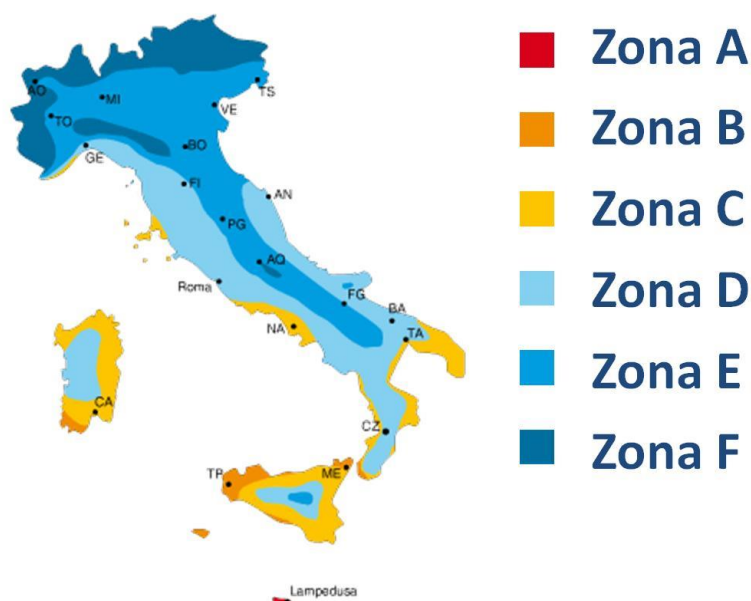 Zona A
Zona B
Zona C
Zona D
Zona E
Zona F
AO
MI
TS
VE
TO
BO
GE
FI
AN
PG
AQ
Roma
FG
BA
NA
TA
CA
CZ
TP
ME
Lampedusa